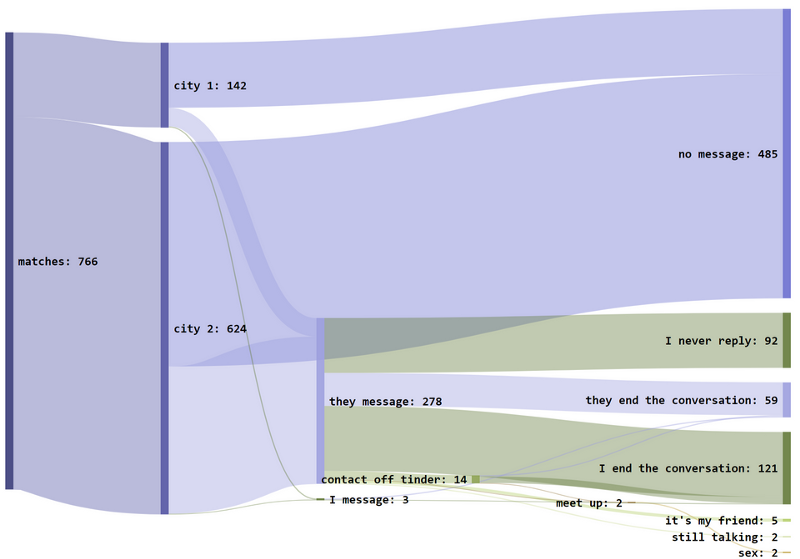 city 1: 142
no message: 485
matches: 766
city 2: 624
I never reply: 92
they message: 278
they end the conversation: 59
I end the conversation: 121
contact off tinder: 14
I message: 3
meet up: 2
it's my friend: 5
still talking: 2
sex: 2